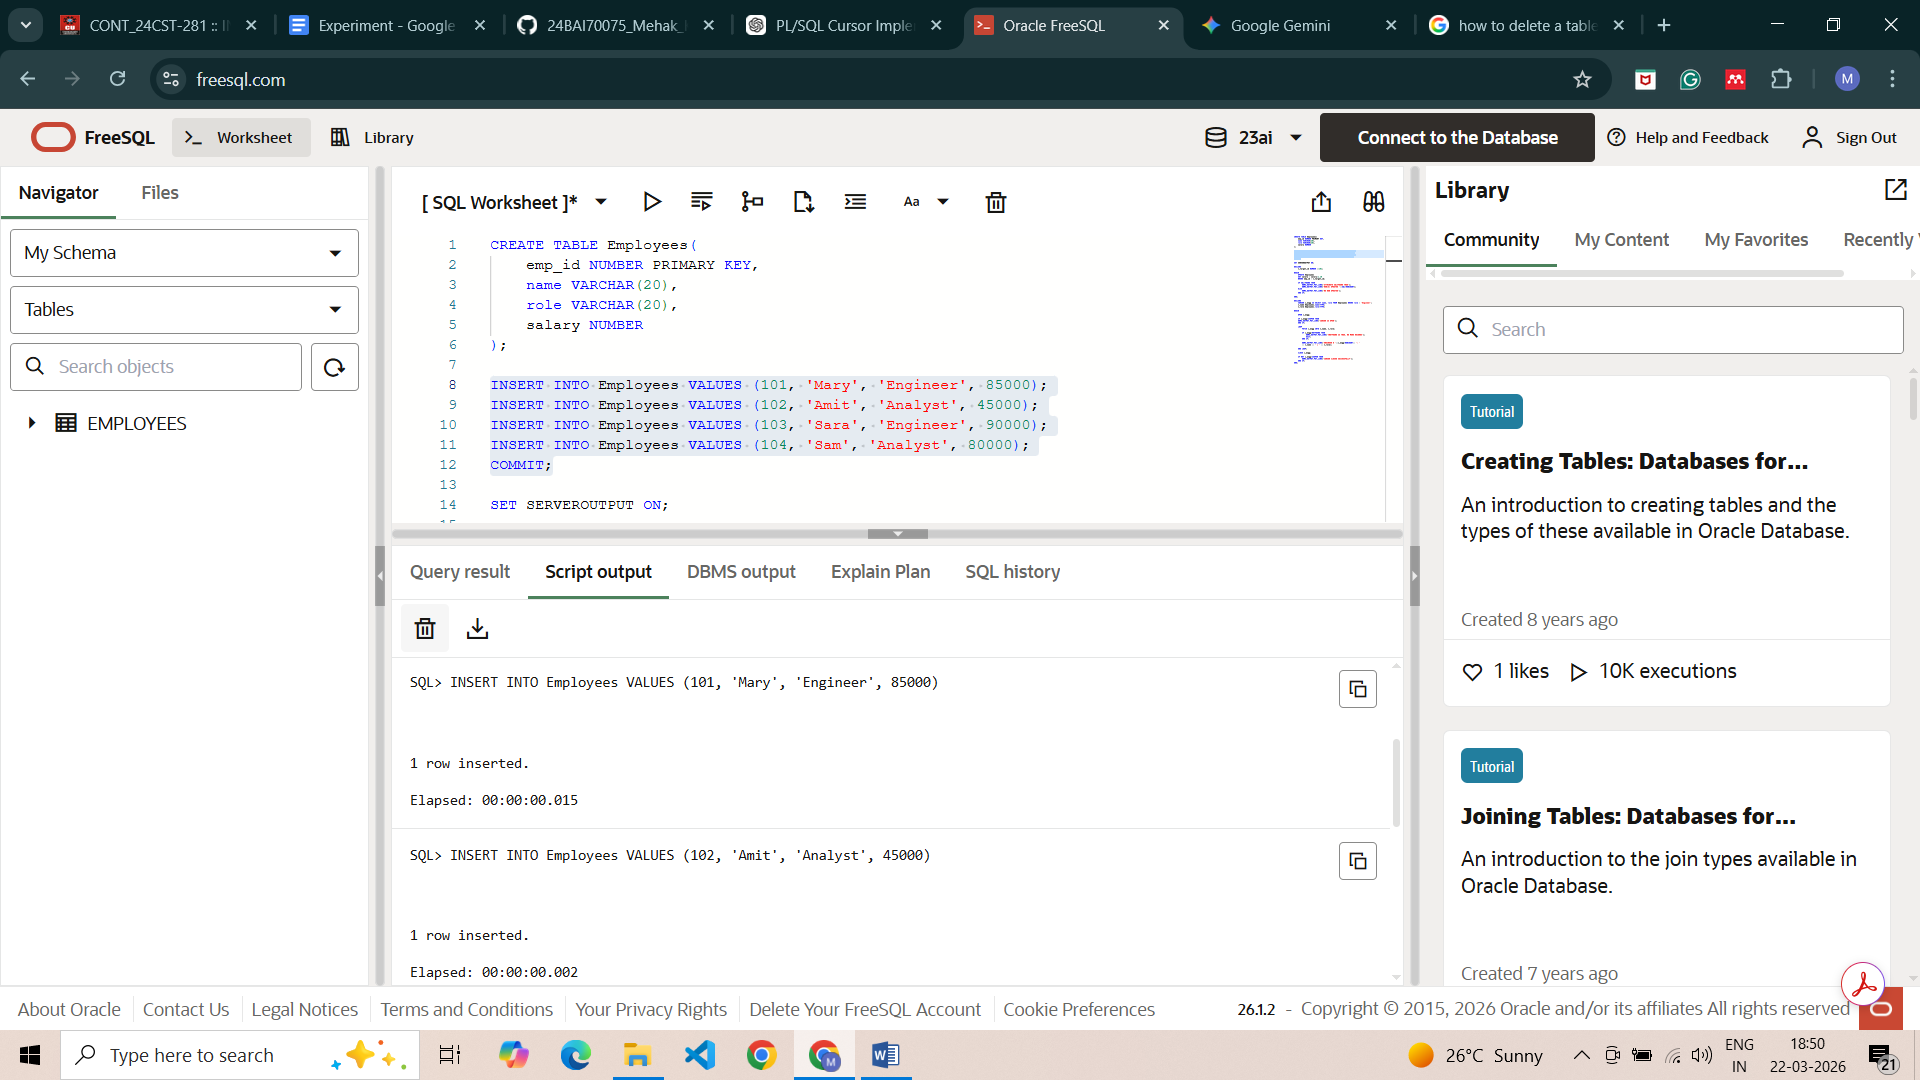 CONT_24CST-281 :: I
Experiment - Google
24BAI70075_Mehak_
PL/SQL Cursor Imple
Oracle FreeSQL
Google Gemini
how to delete a table
freesql.com
M
FreeSQL
Worksheet
Library
23ai
Connect to the Database
Help and Feedback
Sign Out
Navigator
Files
My Schema
Tables
Search objects
EMPLOYEES
[ SQL Worksheet ]*
Aa
1 CREATE TABLE Employees(
2 emp_id NUMBER PRIMARY KEY,
3 name VARCHAR(20),
4 role VARCHAR(20),
5 salary NUMBER
6 );
7
8 INSERT INTO Employees VALUES (101, 'Mary', 'Engineer', 85000);
9 INSERT INTO Employees VALUES (102, 'Amit', 'Analyst', 45000);
10 INSERT INTO Employees VALUES (103, 'Sara', 'Engineer', 90000);
11 INSERT INTO Employees VALUES (104, 'Sam', 'Analyst', 80000);
12 COMMIT;
13
14 SET SERVEROUTPUT ON;
Query result
Script output
DBMS output
Explain Plan
SQL history
SQL> INSERT INTO Employees VALUES (101, 'Mary', 'Engineer', 85000)
1 row inserted.
Elapsed: 00:00:00.015
SQL> INSERT INTO Employees VALUES (102, 'Amit', 'Analyst', 45000)
1 row inserted.
Elapsed: 00:00:00.002
Library
Community
My Content
My Favorites
Recently
Search
Tutorial
Creating Tables: Databases for...
An introduction to creating tables and the
types of these available in Oracle Database.
Created 8 years ago
1 likes
10K executions
Tutorial
Joining Tables: Databases for...
An introduction to the join types available in
Oracle Database.
Created 7 years ago
About Oracle
Contact Us
Legal Notices
Terms and Conditions
Your Privacy Rights
Delete Your FreeSQL Account
Cookie Preferences
26.1.2 - Copyright © 2015, 2026 Oracle and/or its affiliates All rights reserved
Type here to search
26°C Sunny
ENG
IN
18:50
22-03-2026
21